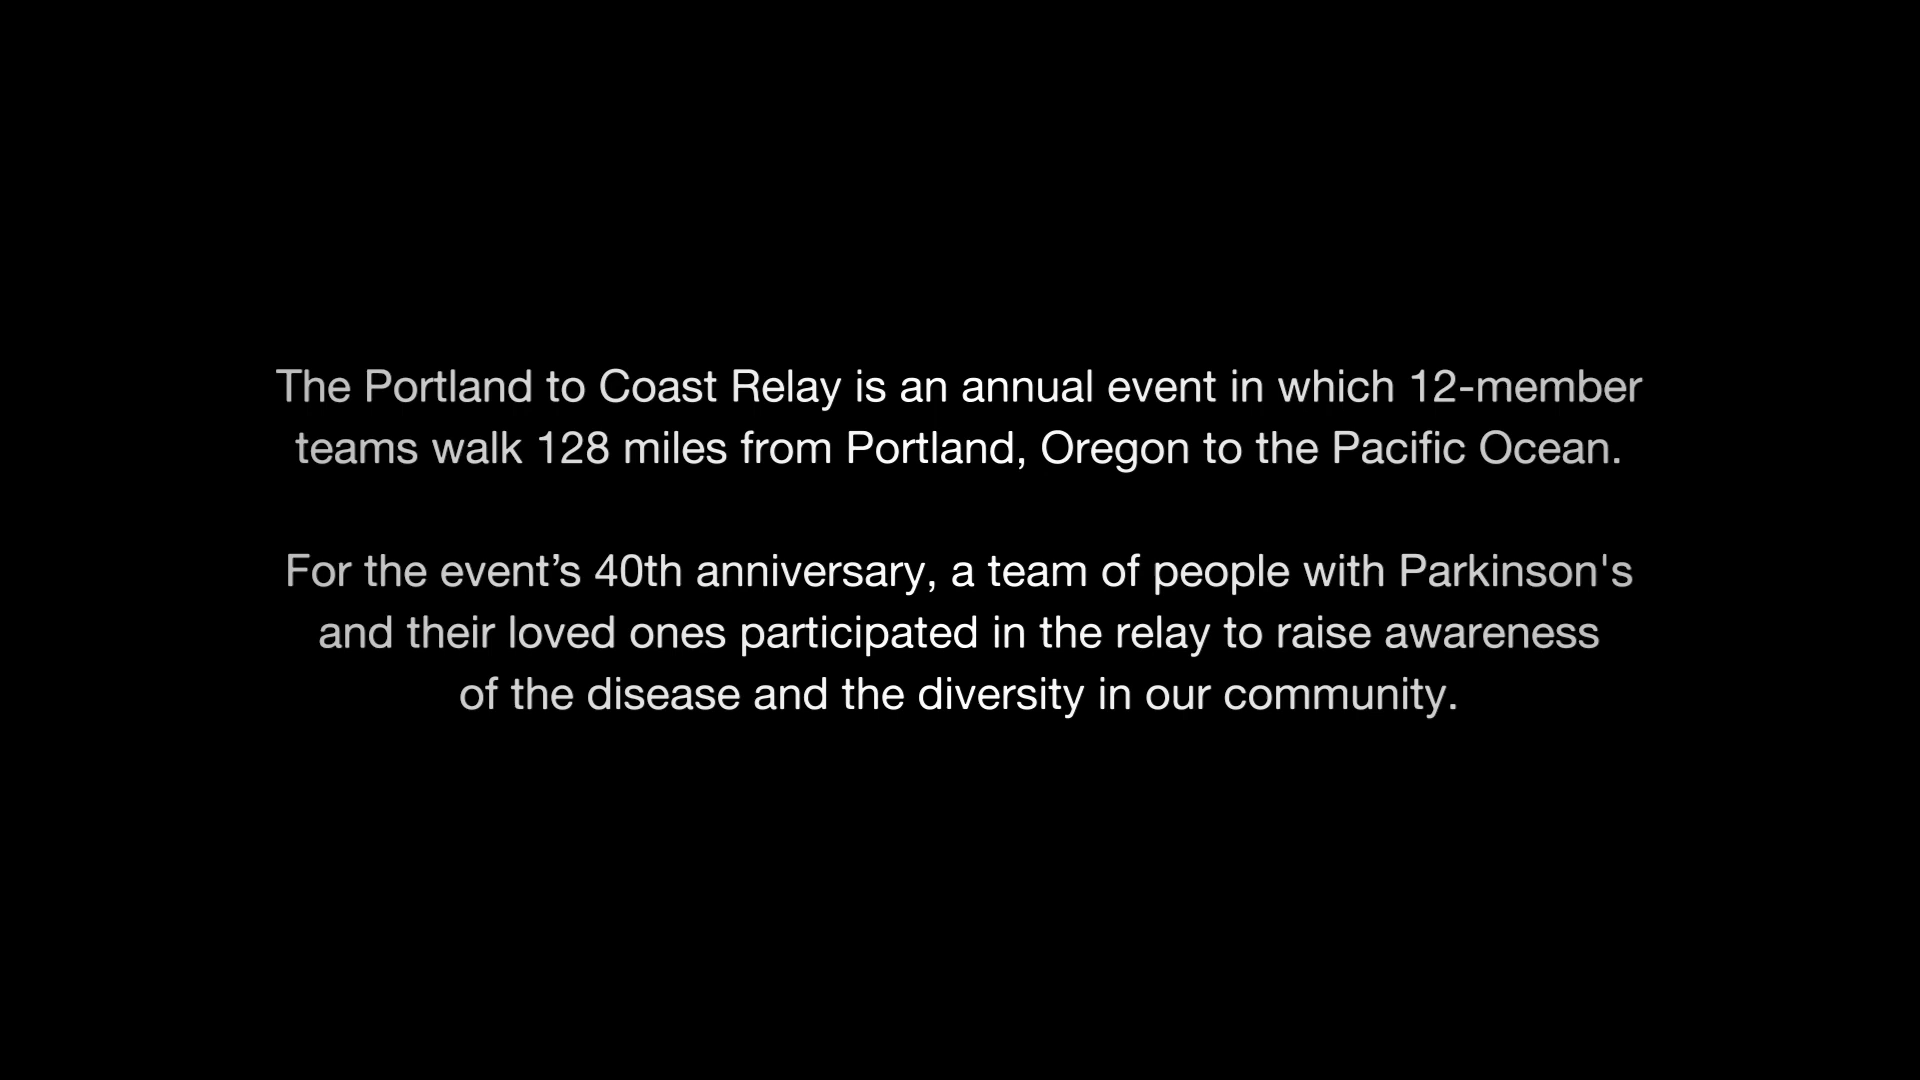 The Portland to Coast Relay is an annual event in which 12-member
teams walk 128 miles from Portland, Oregon to the Pacific Ocean.
For the event’s 40th anniversary, a team of people with Parkinson's
and their loved ones participated in the relay to raise awareness
of the disease and the diversity in our community.